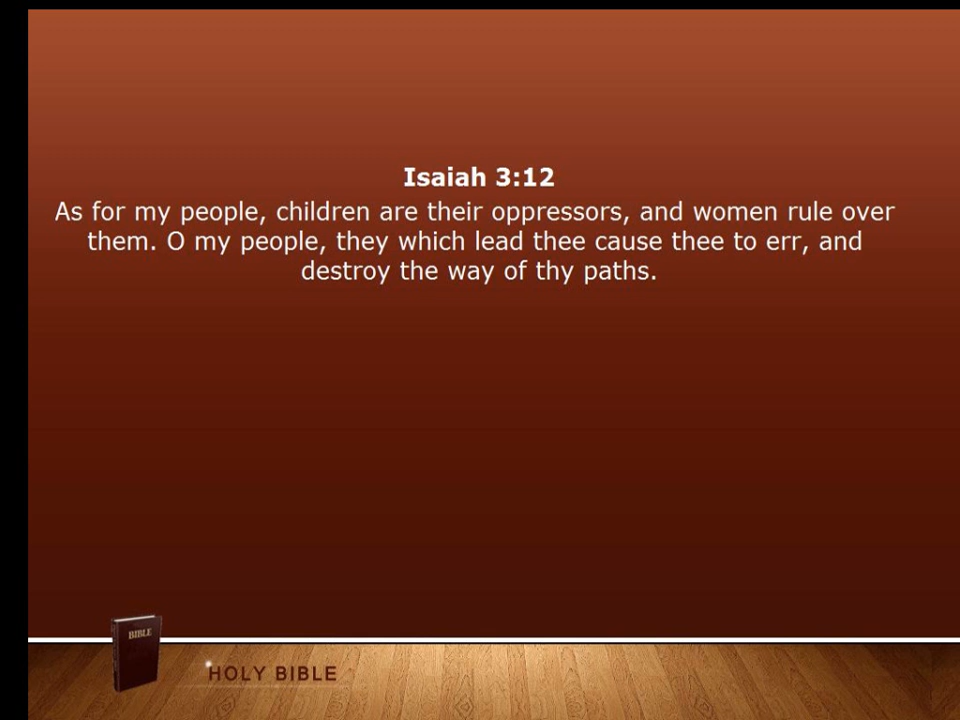 Isaiah 3:12
As for my people, children are their oppressors, and women rule over
them. O my people, they which lead thee cause thee to err, and
destroy the way of thy paths.
BIBLE
HOLY BIBLE